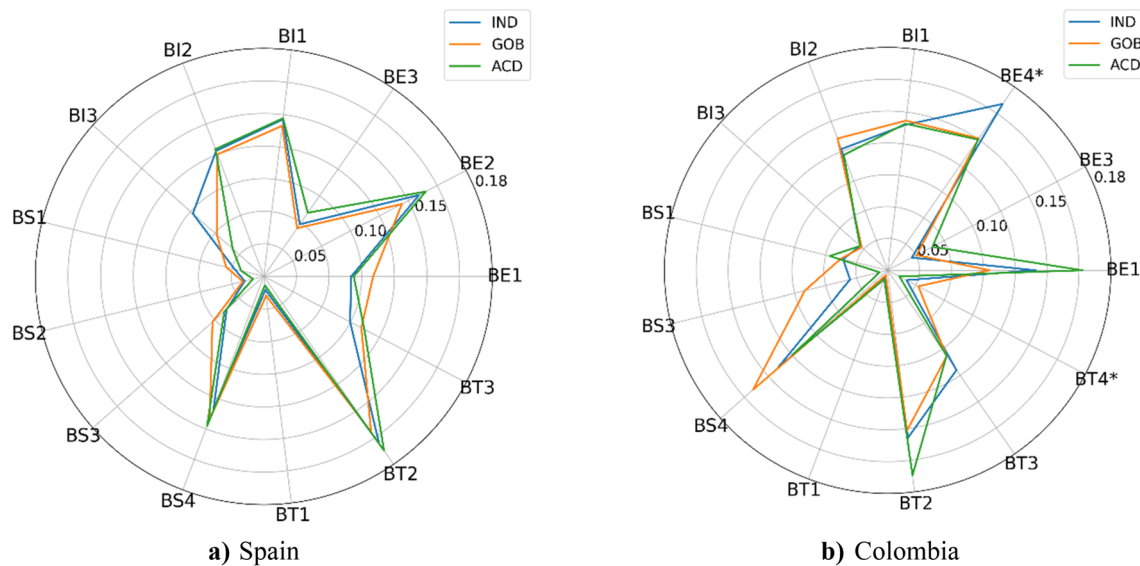 IND
GOB
ACD
BI1
BI2
BE3
BI3
BE2
0.18
0.15
0.10
0.05
BS1
BE1
BS2
BT3
BS3
BT2
BS4
BT1
a) Spain
IND
GOB
ACD
BI1
BI2
BE4*
BI3
BE3
0.18
0.15
0.10
0.05
BS1
BE1
BS3
BT4*
BS4
BT3
BT1
BT2
b) Colombia